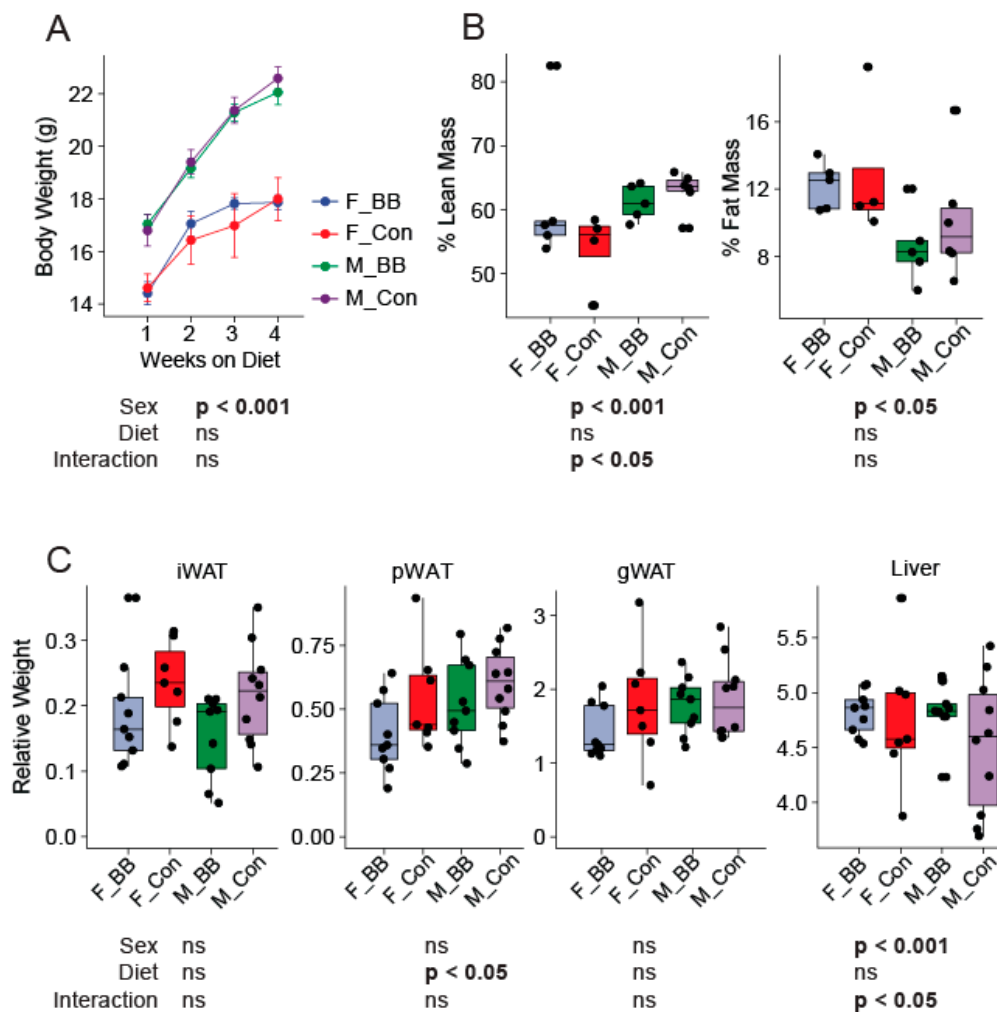 A
B
Body Weight (g)
22
20
18
16
14
1 2 3 4
Weeks on Diet
F_BB
F_Con
M_BB
M_Con
% Lean Mass
80
70
60
50
F_BB F_Con M_BB M_Con
% Fat Mass
16
12
8
F_BB F_Con M_BB M_Con
Sex p < 0.001 p < 0.001 p < 0.05
Diet ns ns ns
Interaction ns p < 0.05 ns
C
iWAT pWAT gWAT Liver
Relative Weight
0.3
0.2
0.1
0.0
F_BB F_Con M_BB M_Con
0.75
0.50
0.25
0.00
F_BB F_Con M_BB M_Con
3
2
1
0
F_BB F_Con M_BB M_Con
5.5
5.0
4.5
4.0
F_BB F_Con M_BB M_Con
Sex ns ns ns p < 0.001
Diet ns p < 0.05 ns ns
Interaction ns ns ns p < 0.05